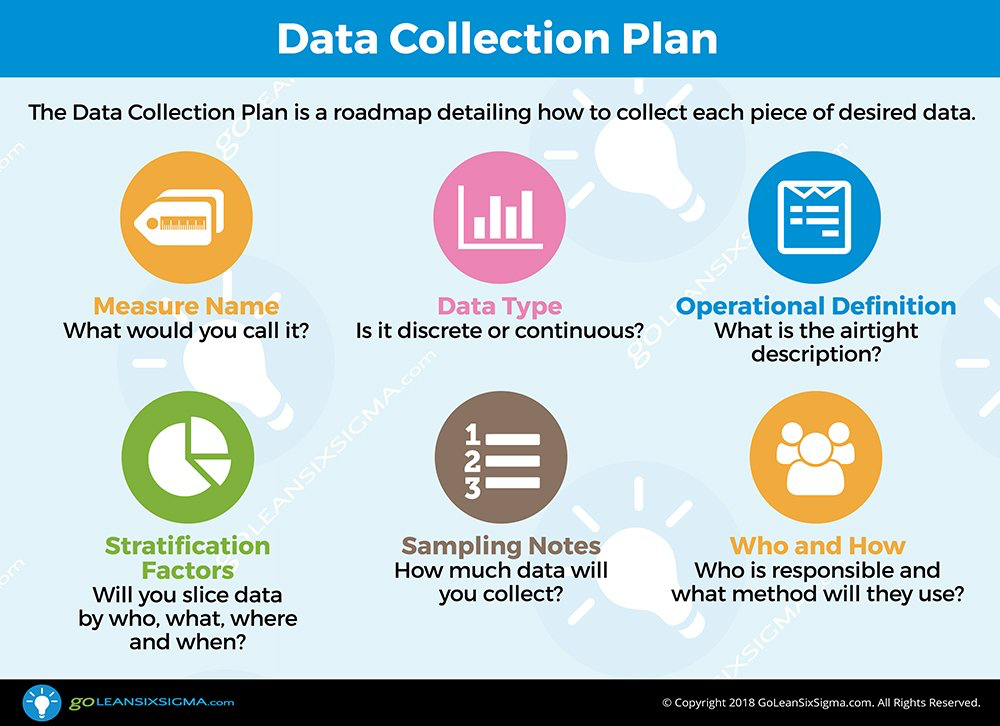 Data Collection Plan
The Data Collection Plan is a roadmap detailing how to collect each piece of desired data.
Measure Name
What would you call it?
Data Type
Is it discrete or continuous?
Operational Definition
What is the airtight
description?
Stratification
Factors
Will you slice data
by who, what, where
and when?
1
2
3
Sampling Notes
How much data will
you collect?
Who and How
Who is responsible and
what method will they use?
goLEANSIXSIGMA.com
© Copyright 2018 GoLeanSixSigma.com. All Rights Reserved.
goLEANSIXSIGMA.com
goLEANSIXSIGMA.com